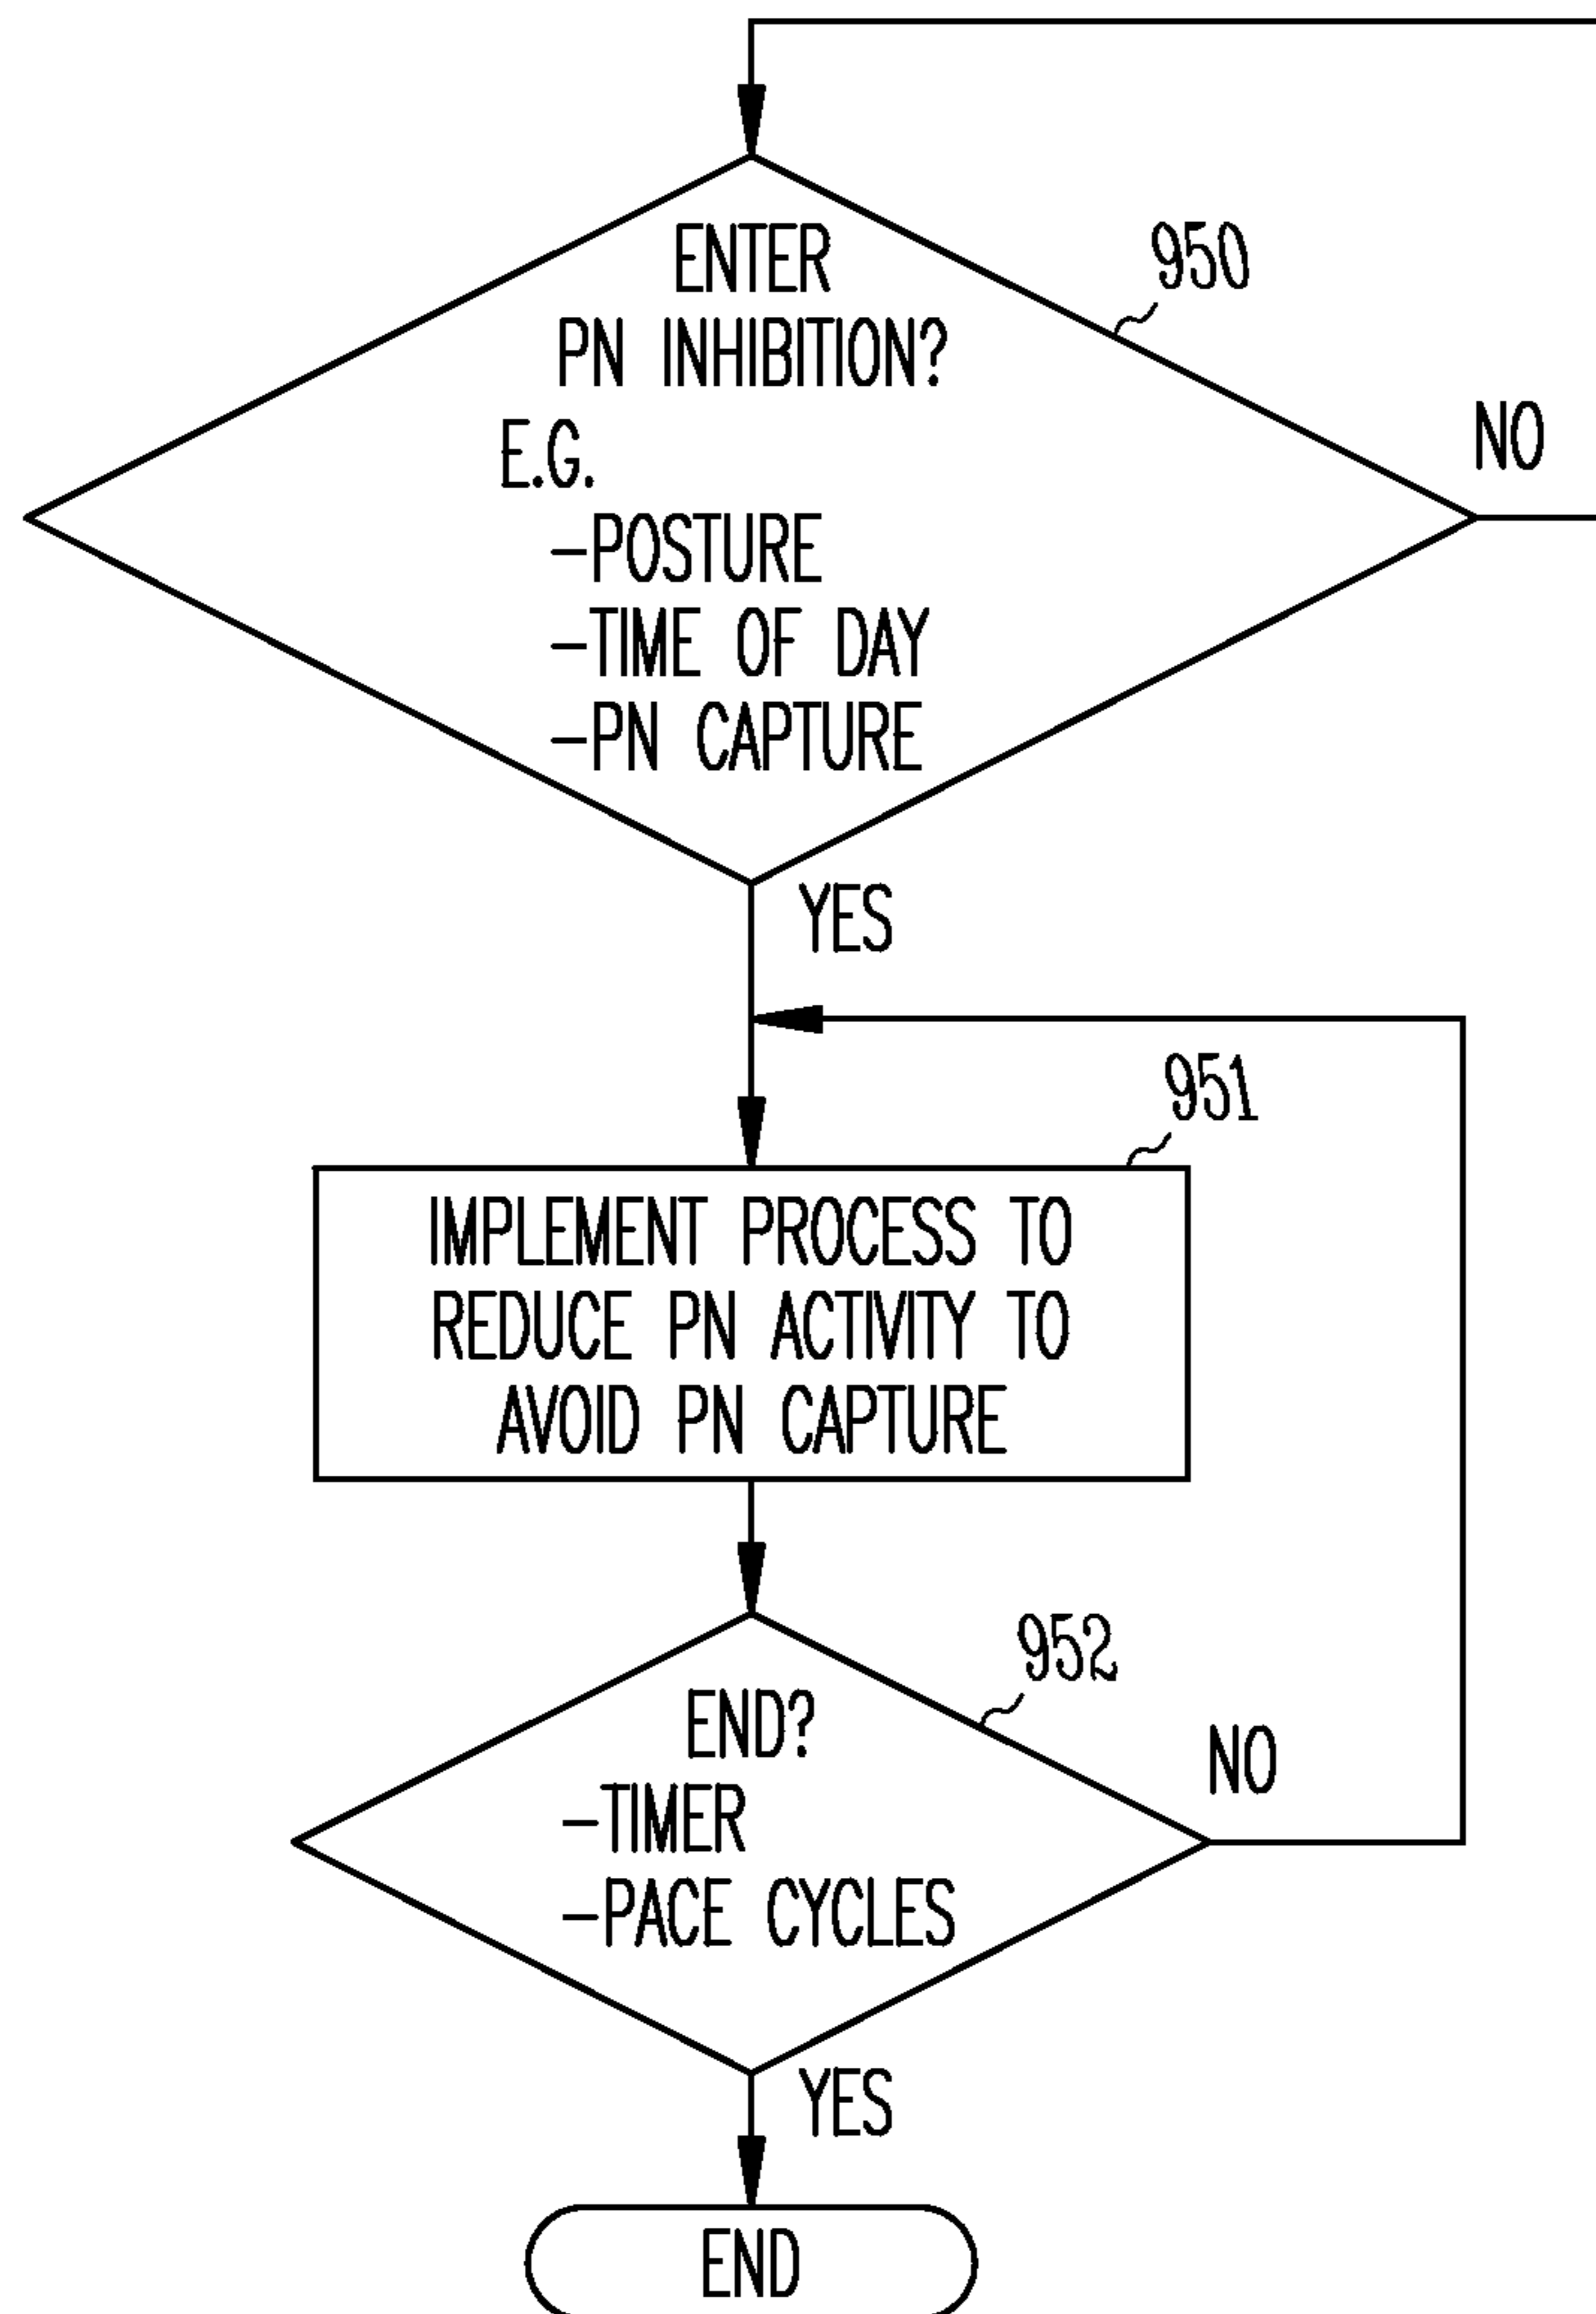 ENTER
PN INHIBITION?
E.G.
-POSTURE
-TIME OF DAY
-PN CAPTURE
950
NO
YES
951
IMPLEMENT PROCESS TO
REDUCE PN ACTIVITY TO
AVOID PN CAPTURE
952
END?
-TIMER
-PACE CYCLES
NO
YES
END